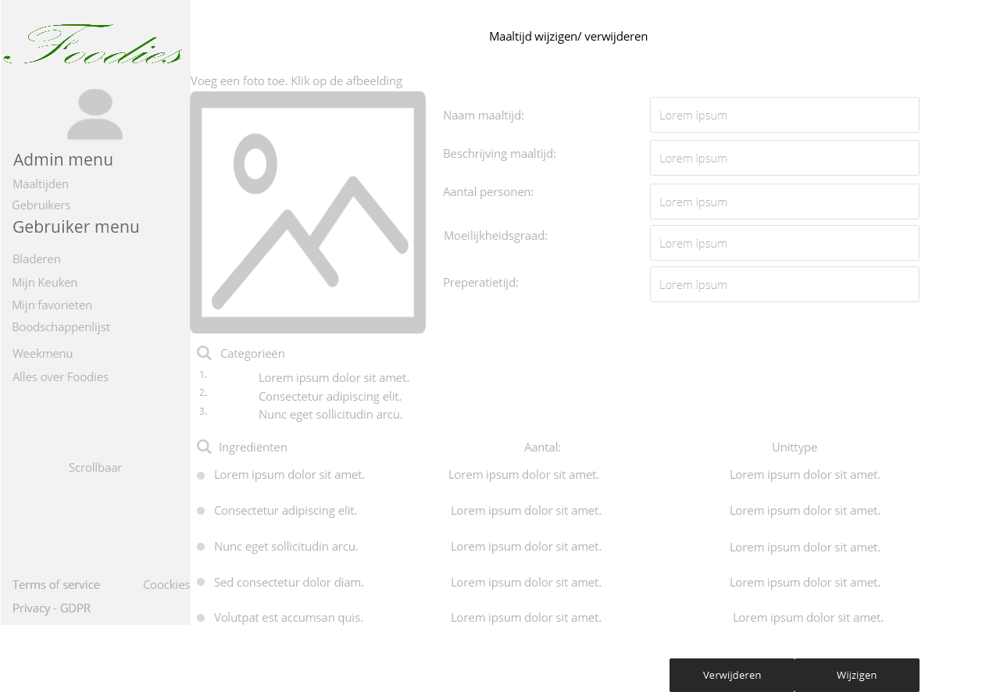 Foodies
Admin menu
Maaltijden
Gebruikers
Gebruiker menu
Bladeren
Mijn Keuken
Mijn favorieten
Boodschappenlijst
Weekmenu
Alles over Foodies
Scrollbaar
Terms of service Coockies
Privacy - GDPR
Maaltijd wijzigen/ verwijderen
Voeg een foto toe. Klik op de afbeelding
Naam maaltijd: Lorem ipsum
Beschrijving maaltijd: Lorem ipsum
Aantal personen: Lorem ipsum
Moeilijkheidsgraad: Lorem ipsum
Preperatietijd: Lorem ipsum
Categorieën
1. Lorem ipsum dolor sit amet.
2. Consectetur adipiscing elit.
3. Nunc eget sollicitudin arcu.
Ingrediënten Aantal: Unittype
Lorem ipsum dolor sit amet. Lorem ipsum dolor sit amet. Lorem ipsum dolor sit amet.
Consectetur adipiscing elit. Lorem ipsum dolor sit amet. Lorem ipsum dolor sit amet.
Nunc eget sollicitudin arcu. Lorem ipsum dolor sit amet. Lorem ipsum dolor sit amet.
Sed consectetur dolor diam. Lorem ipsum dolor sit amet. Lorem ipsum dolor sit amet.
Volutpat est accumsan quis. Lorem ipsum dolor sit amet. Lorem ipsum dolor sit amet.
Verwijderen Wijzigen